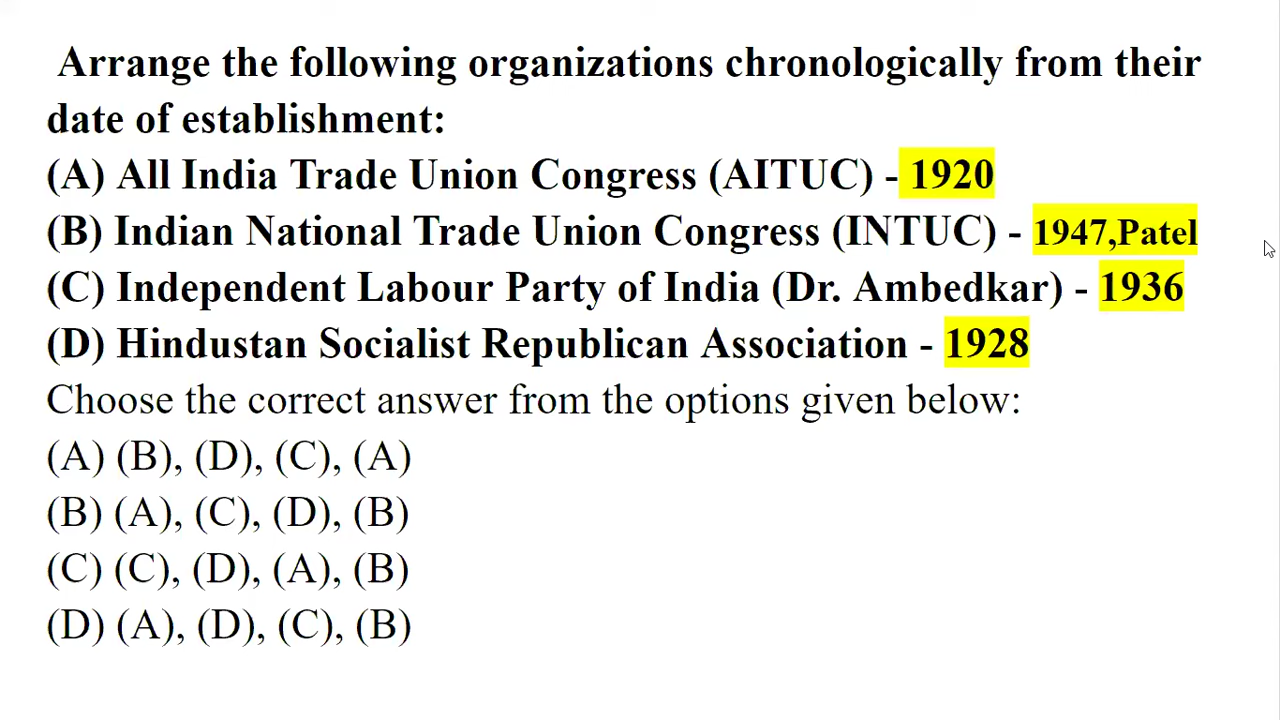 Arrange the following organizations chronologically from their
date of establishment:
(A) All India Trade Union Congress (AITUC) - 1920
(B) Indian National Trade Union Congress (INTUC) - 1947,Patel
(C) Independent Labour Party of India (Dr. Ambedkar) - 1936
(D) Hindustan Socialist Republican Association - 1928
Choose the correct answer from the options given below:
(A) (B), (D), (C), (A)
(B) (A), (C), (D), (B)
(C) (C), (D), (A), (B)
(D) (A), (D), (C), (B)